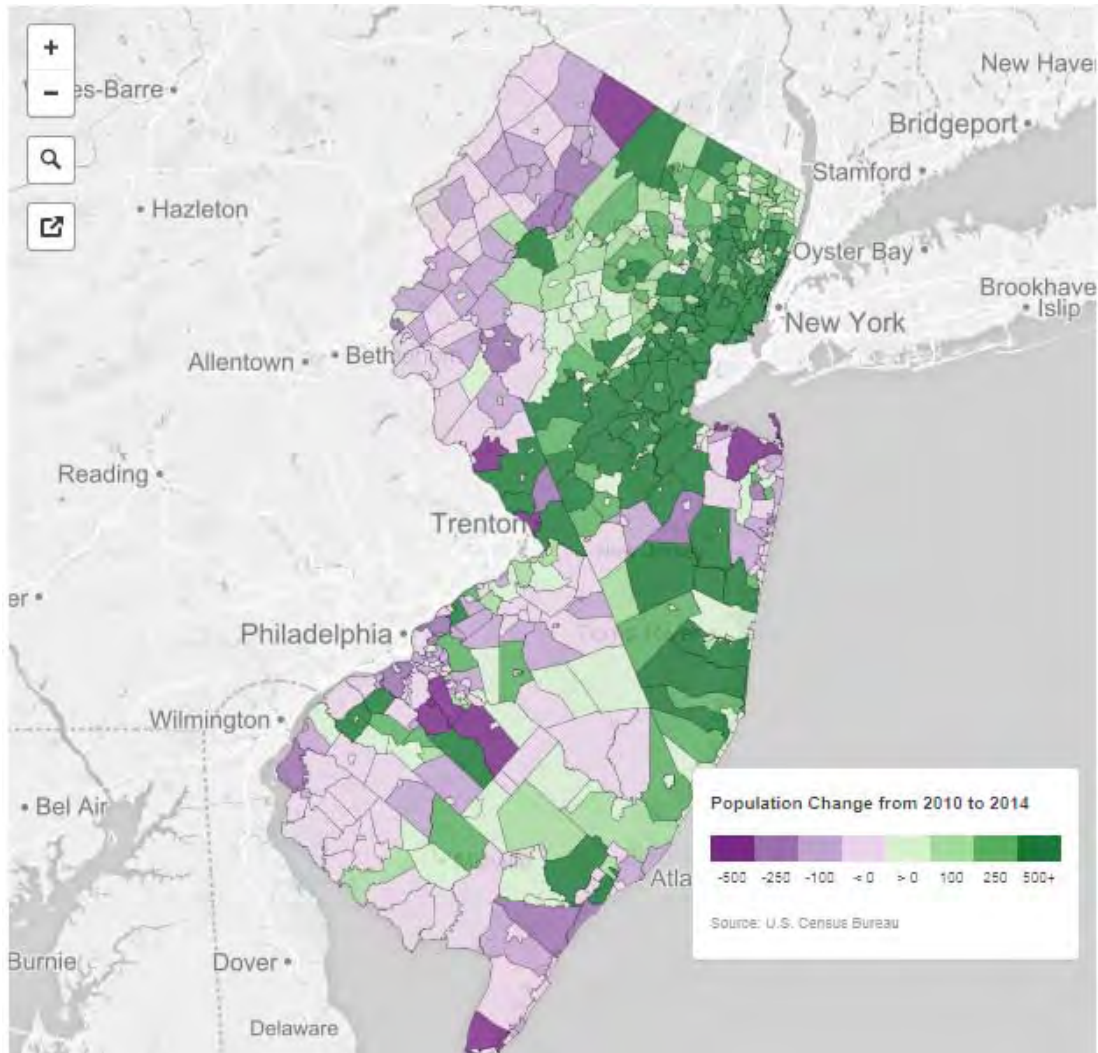 +
New Haver
es-Barre
−
Bridgeport
Stamford
Hazleton
Oyster Bay
Brookhave
Islip
New York
Allentown
Beth
Reading
Trenton
er
Philadelphia
Wilmington
Population Change from 2010 to 2014
Bel Air
-500 -250 -100 < 0 > 0 100 250 500+
Atla
Source: U.S. Census Bureau
Burnie
Dover
Delaware